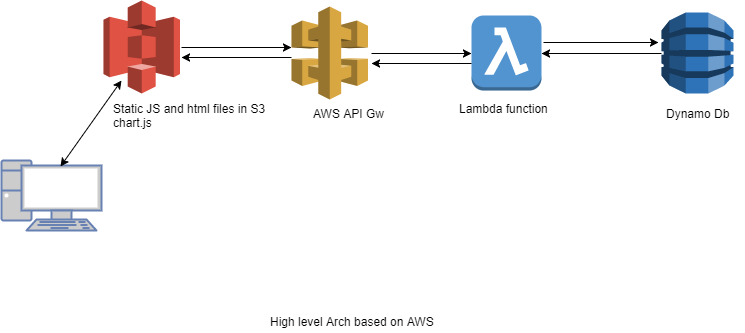 Static JS and html files in S3
chart.js
AWS API Gw
Lambda function
Dynamo Db
High level Arch based on AWS